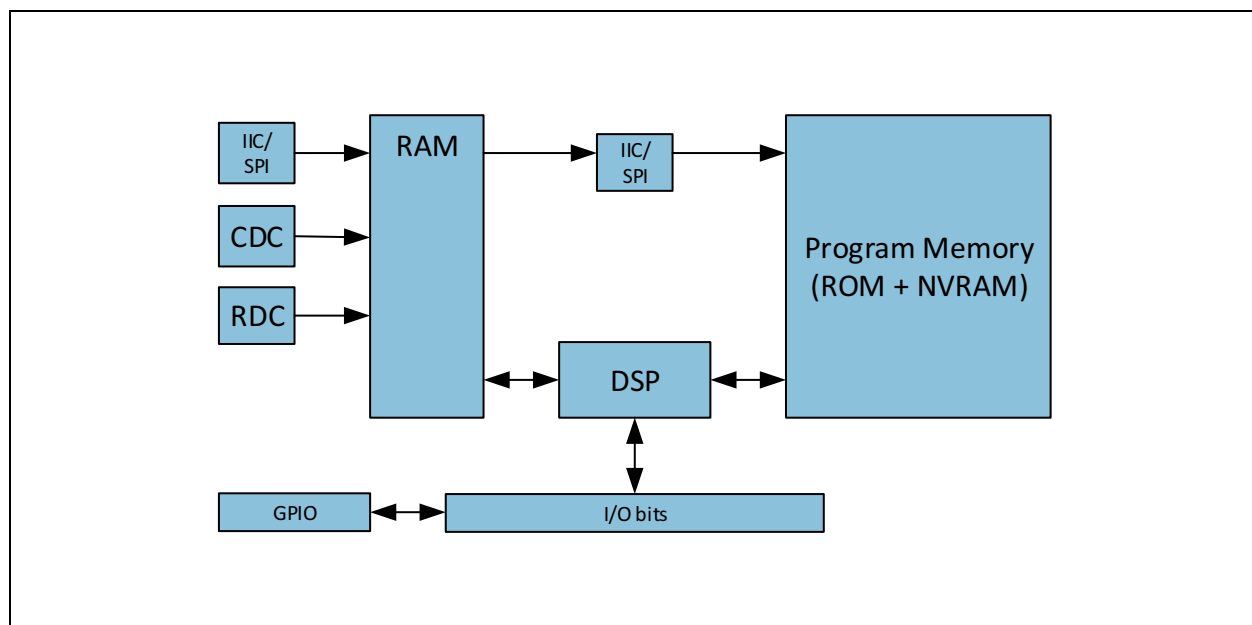 IIC/
SPI
RAM
IIC/
SPI
CDC
RDC
Program Memory
(ROM + NVRAM)
DSP
GPIO
I/O bits